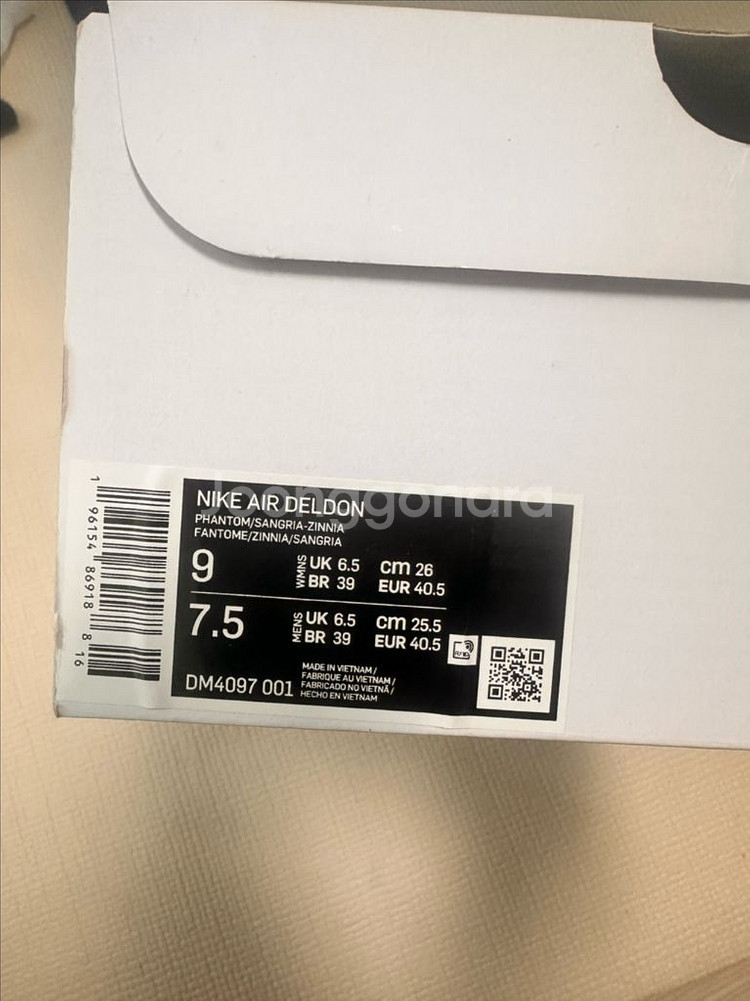 Joonggonara
NIKE AIR DELDON
PHANTOM/SANGRIA-ZINNIA
FANTOME/ZINNIA/SANGRIA
9 WMNS UK 6.5 cm 26
BR 39 EUR 40.5
7.5 MENS UK 6.5 cm 25.5
BR 39 EUR 40.5
DM4097 001
MADE IN VIETNAM /
FABRIQUE AU VIETNAM /
FABRICADO NO VIETNÃ /
HECHO EN VIETNAM
1 96154 86918 8 16